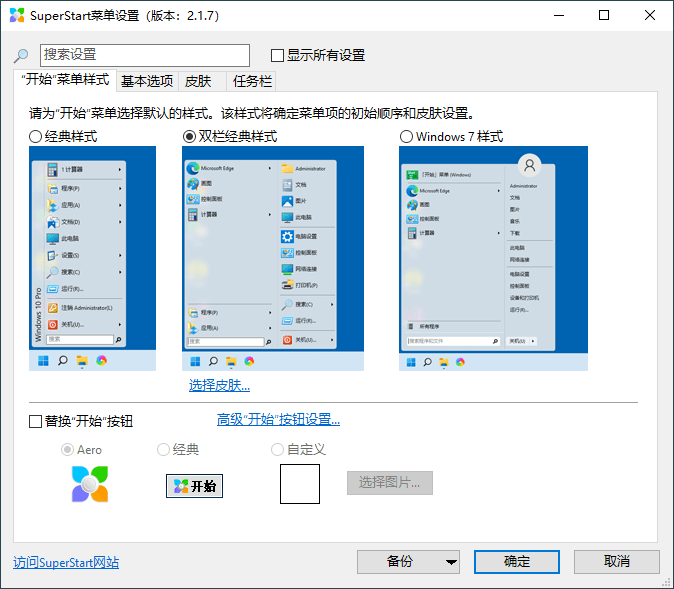 SuperStart菜单设置（版本：2.1.7）
搜索设置
显示所有设置
“开始”菜单样式 基本选项 皮肤 任务栏
请为“开始”菜单选择默认的样式。该样式将确定菜单项的初始顺序和皮肤设置。
经典样式 双栏经典样式 Windows 7 样式
1 计算器
程序(P)
应用(A)
文档(D)
此电脑
设置(S)
搜索(C)
运行(R)...
注销 Administrator(L)
关机(U)...
搜索
Windows 10 Pro
Microsoft Edge
画图
控制面板
计算器
程序(P)
应用(A)
搜索
Administrator
文档
图片
此电脑
电脑设置
控制面板
网络连接
打印机(P)
搜索(C)
运行(R)...
关机(U)...
[开始] 菜单 (Windows)
Microsoft Edge
画图
控制面板
计算器
所有程序
搜索程序和文件
Administrator
文档
图片
音乐
下载
此电脑
网络连接
电脑设置
控制面板
设备和打印机
运行(R)...
关机(U)
选择皮肤...
替换“开始”按钮 高级“开始”按钮设置...
Aero 经典 自定义
开始 选择图片...
访问SuperStart网站 备份 确定 取消